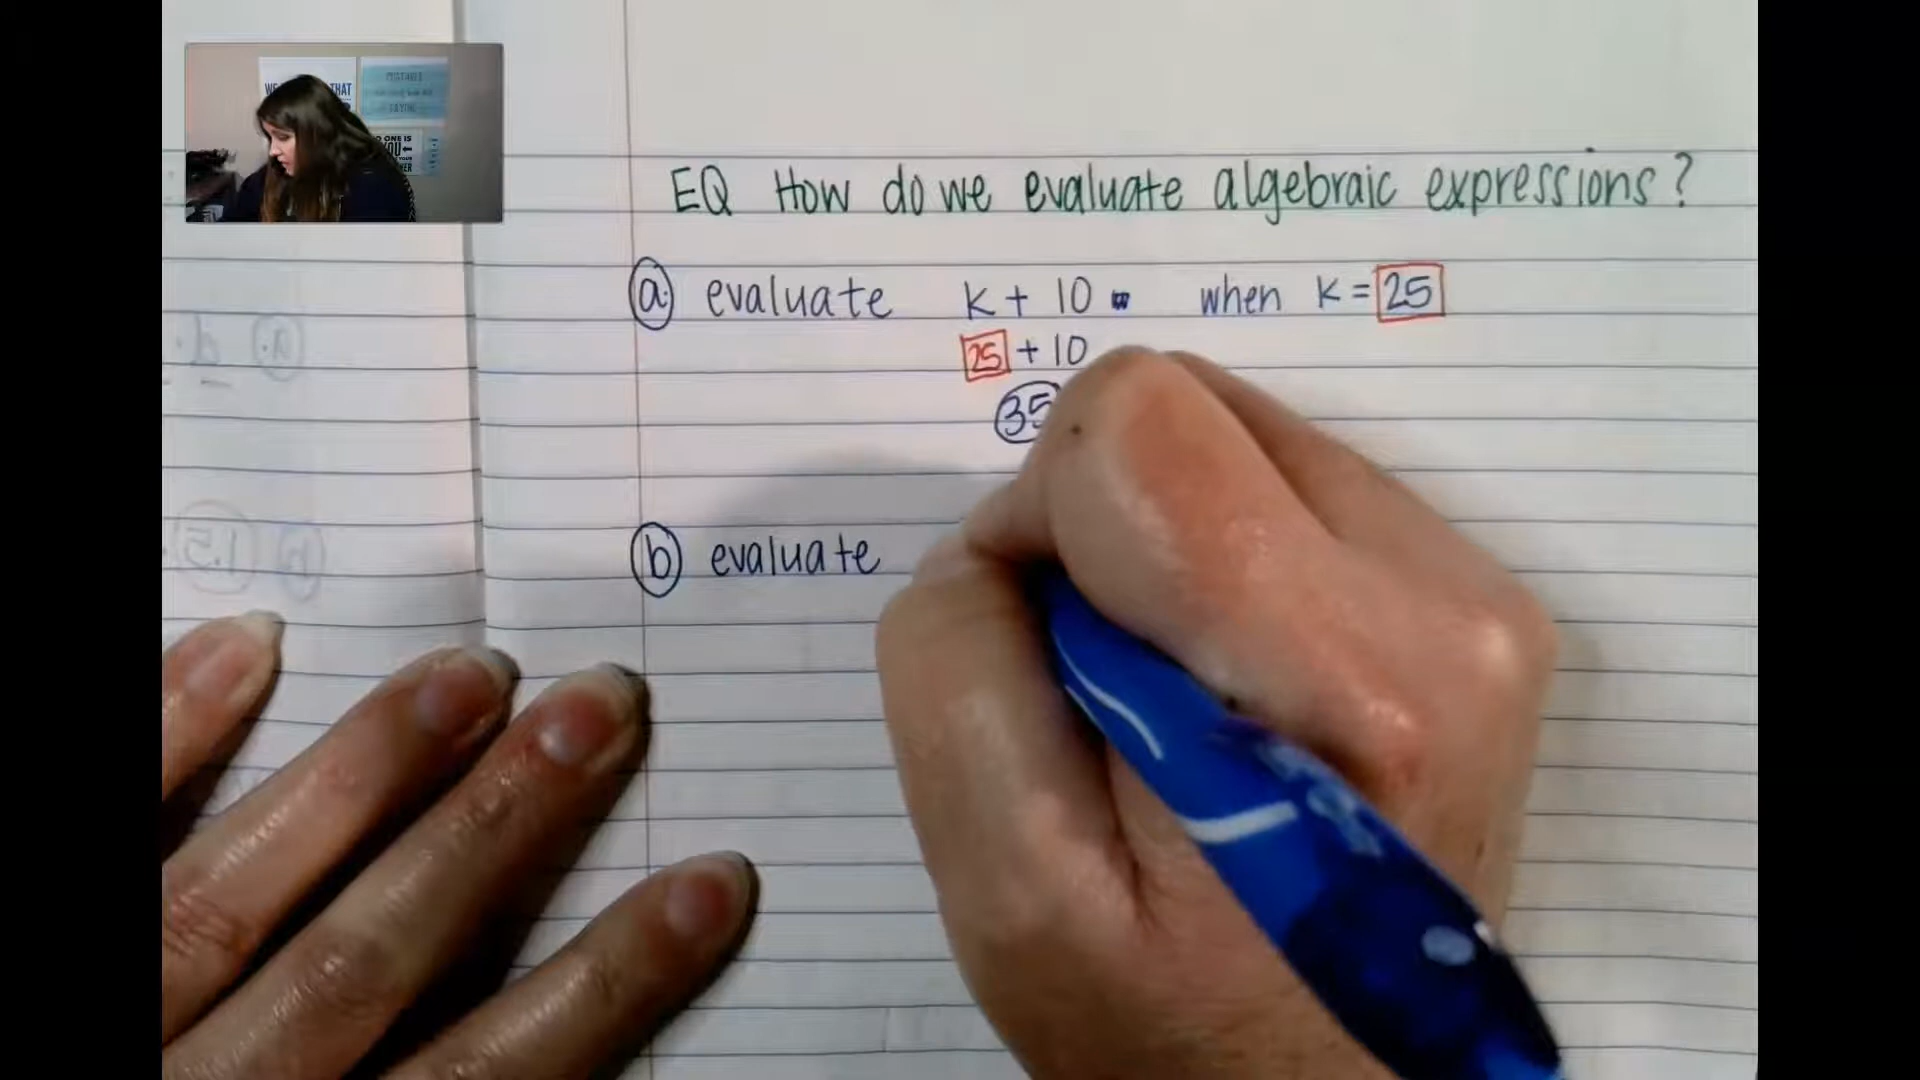 EQ How do we evaluate algebraic expressions?
a. evaluate K + 10 when K = 25
25 + 10
35
b evaluate